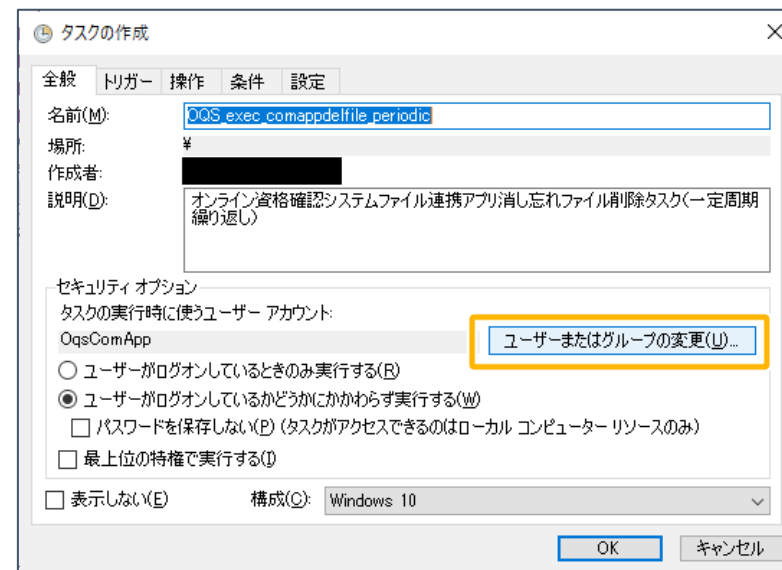 タスクの作成
全般 トリガー 操作 条件 設定
名前(M): OQS_exec_comappdelfile_periodic
場所: ¥
作成者:
説明(D): オンライン資格確認システムファイル連携アプリ消し忘れファイル削除タスク(一定周期
繰り返し)
セキュリティ オプション
タスクの実行時に使うユーザー アカウント:
OqsComApp ユーザーまたはグループの変更(U)...
ユーザーがログオンしているときのみ実行する(R)
ユーザーがログオンしているかどうかにかかわらず実行する(W)
パスワードを保存しない(P) (タスクがアクセスできるのはローカル コンピューター リソースのみ)
最上位の特権で実行する(I)
表示しない(E) 構成(C): Windows 10
OK キャンセル